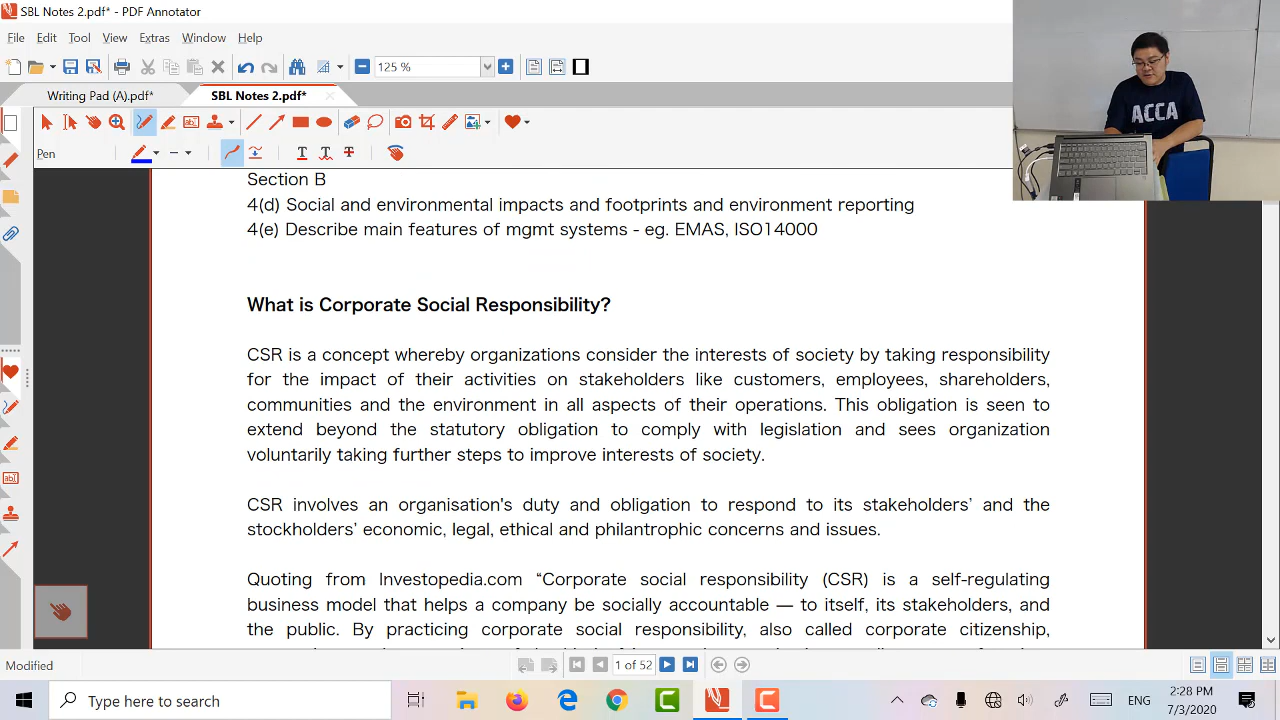 SBL Notes 2.pdf* - PDF Annotator
File Edit Tool View Extras Window Help
125 %
Writing Pad (A).pdf* SBL Notes 2.pdf*
Pen
Section B
4(d) Social and environmental impacts and footprints and environment reporting
4(e) Describe main features of mgmt systems - eg. EMAS, ISO14000
What is Corporate Social Responsibility?
CSR is a concept whereby organizations consider the interests of society by taking responsibility
for the impact of their activities on stakeholders like customers, employees, shareholders,
communities and the environment in all aspects of their operations. This obligation is seen to
extend beyond the statutory obligation to comply with legislation and sees organization
voluntarily taking further steps to improve interests of society.
CSR involves an organisation's duty and obligation to respond to its stakeholders’ and the
stockholders’ economic, legal, ethical and philantrophic concerns and issues.
Quoting from Investopedia.com “Corporate social responsibility (CSR) is a self-regulating
business model that helps a company be socially accountable — to itself, its stakeholders, and
the public. By practicing corporate social responsibility, also called corporate citizenship,
ACCA
Modified
1 of 52
Type here to search
ENG
2:28 PM
7/3/2020